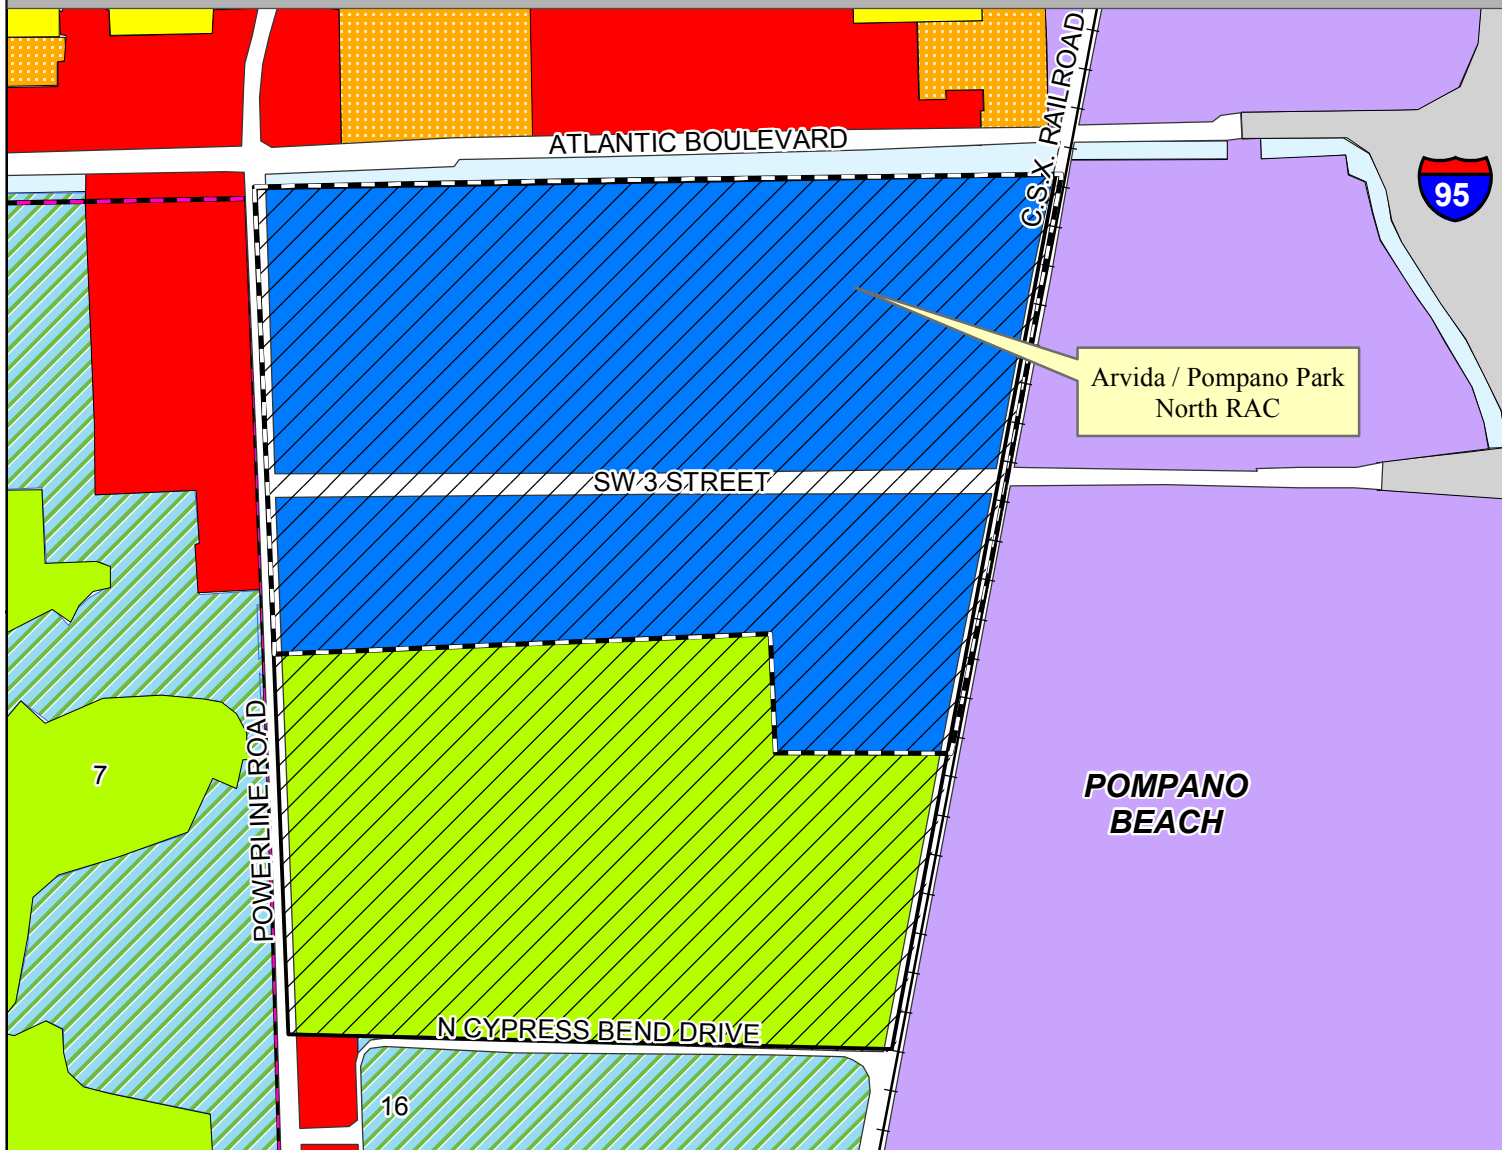 ATLANTIC BOULEVARD
C.S.X. RAILROAD
95
Arvida / Pompano Park
North RAC
SW 3 STREET
POWERLINE ROAD
7
POMPANO
BEACH
N CYPRESS BEND DRIVE
16